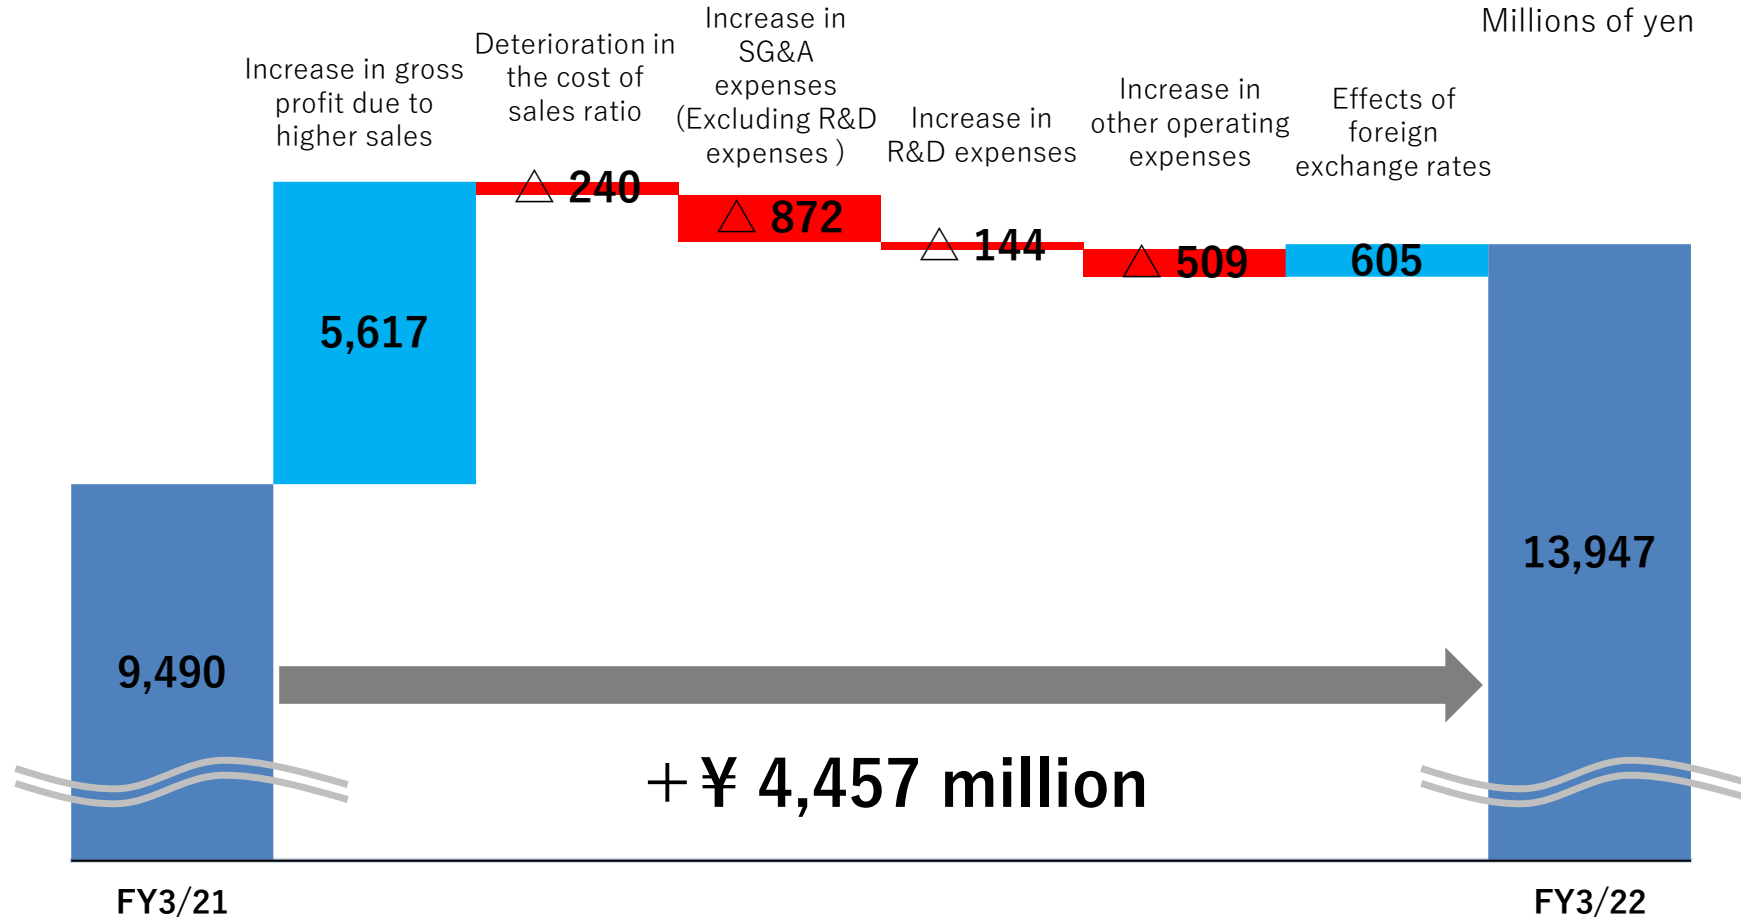 Millions of yen
Increase in gross
profit due to
higher sales
Deterioration in
the cost of
sales ratio
Increase in
SG&A
expenses
(Excluding R&D
expenses )
Increase in
R&D expenses
Increase in
other operating
expenses
Effects of
foreign
exchange rates
△ 240
△ 872
△ 144
△ 509
605
5,617
13,947
9,490
+¥ 4,457 million
FY3/21
FY3/22